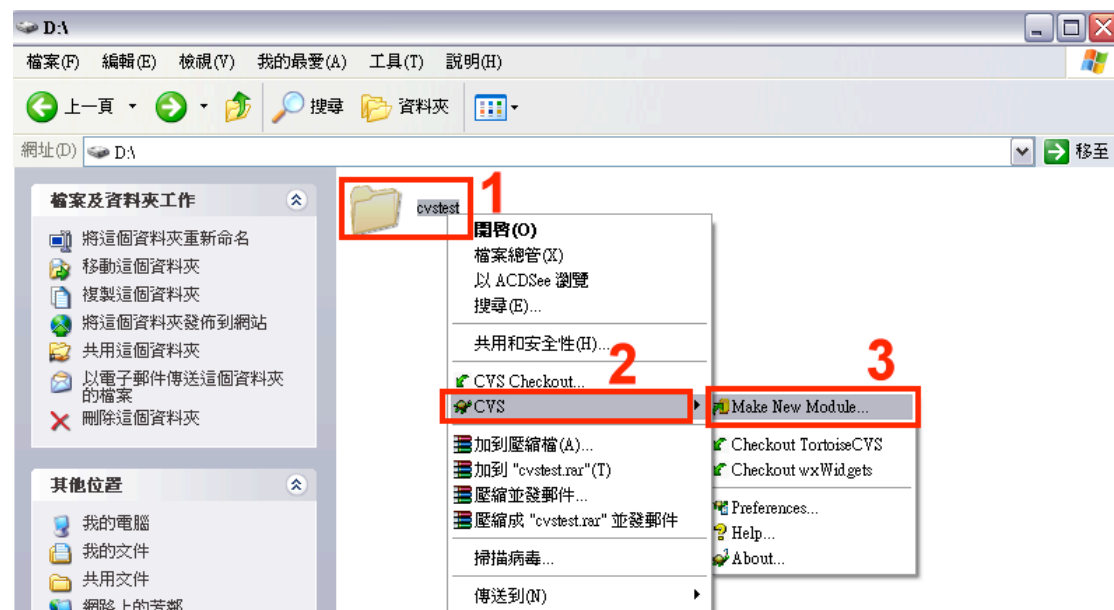 D:\
檔案(F) 編輯(E) 檢視(V) 我的最愛(A) 工具(T) 說明(H)
上一頁 搜尋 資料夾
網址(D) D:\ 移至
檔案及資料夾工作
將這個資料夾重新命名
移動這個資料夾
複製這個資料夾
將這個資料夾發佈到網站
共用這個資料夾
以電子郵件傳送這個資料夾
的檔案
刪除這個資料夾
其他位置
我的電腦
我的文件
共用文件
網路上的芳鄰
cvstest
1
開啓(O)
檔案總管(X)
以 ACDSee 瀏覽
搜尋(E)...
共用和安全性(H)...
CVS Checkout...
2
CVS
加到壓縮檔(A)...
加到 "cvstest.rar"(T)
壓縮並發郵件...
壓縮成 "cvstest.rar" 並發郵件
掃描病毒...
傳送到(N)
3
Make New Module...
Checkout TortoiseCVS
Checkout wxWidgets
Preferences...
Help...
About...